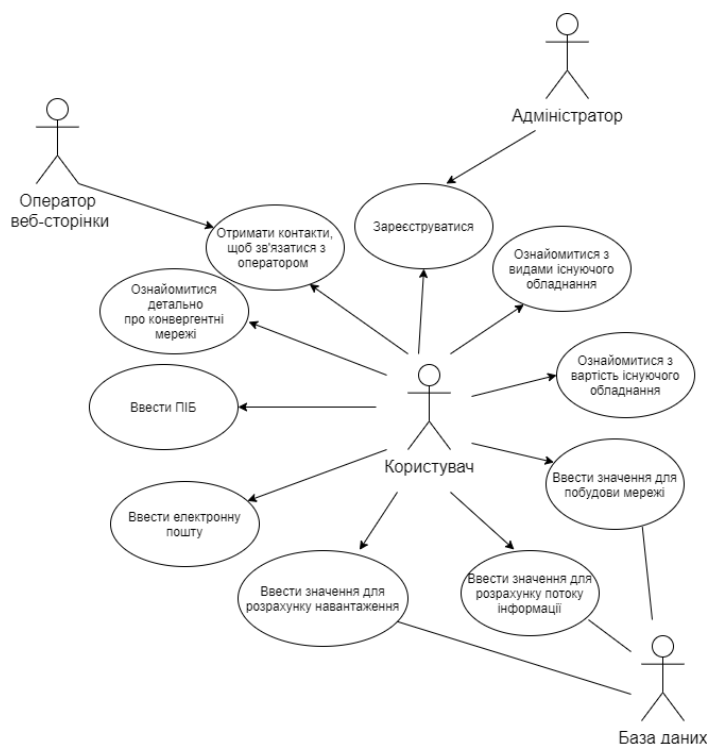 Адміністратор
Оператор
веб-сторінки
Зареєструватися
Отримати контакти,
щоб зв'язатися з
оператором
Ознайомитися з
видами існуючого
обладнання
Ознайомитися
детально
про конвергентні
мережі
Ознайомитися з
вартість існуючого
обладнання
Ввести ПІБ
Користувач
Ввести значення для
побудови мережі
Ввести електронну
пошту
Ввести значення для
розрахунку навантаження
Ввести значення для
розрахунку потоку
інформації
База даних